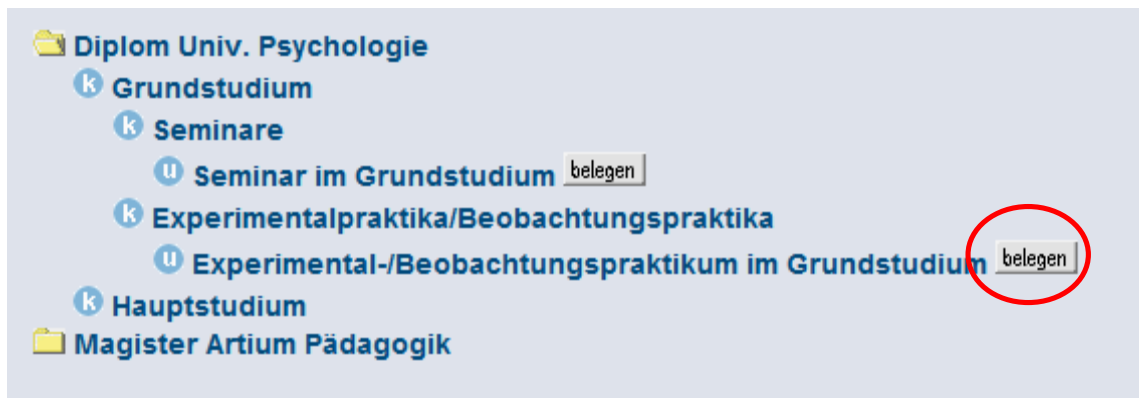 Diplom Univ. Psychologie
k Grundstudium
k Seminare
u Seminar im Grundstudium belegen
k Experimentalpraktika/Beobachtungspraktika
u Experimental-/Beobachtungspraktikum im Grundstudium belegen
k Hauptstudium
Magister Artium Pädagogik